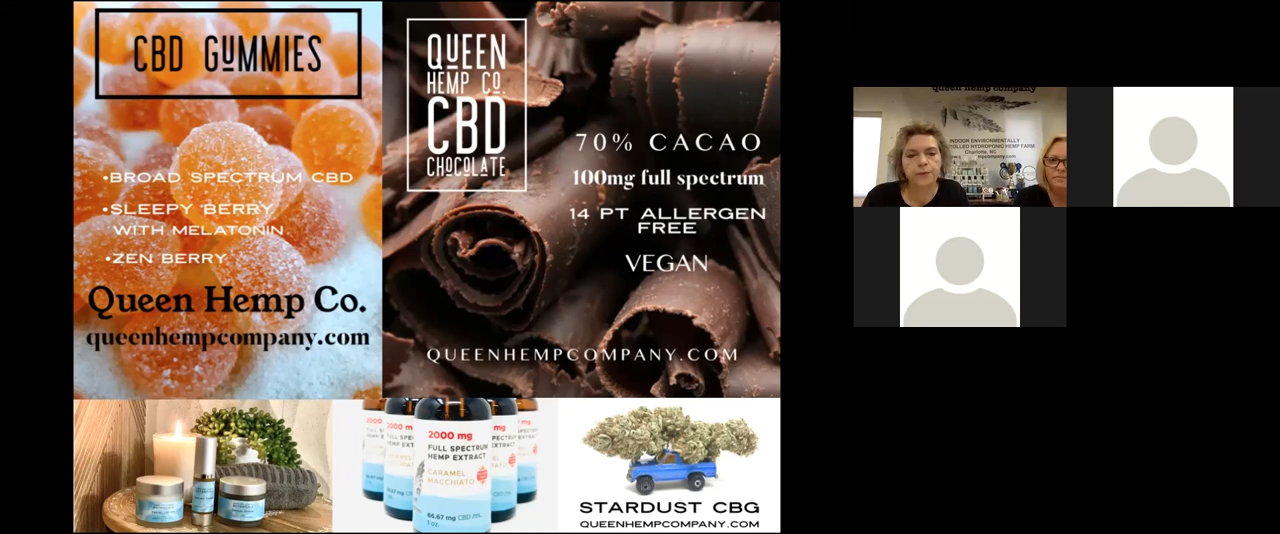 CBD GUMMIES
•BROAD SPECTRUM CBD
•SLEEPY BERRY
WITH MELATONIN
•ZEN BERRY
Queen Hemp Co.
queenhempcompany.com
QUEEN
HEMP CO.
CBD
CHOCOLATE
70% CACAO
100mg full spectrum
14 PT ALLERGEN
FREE
VEGAN
QUEENHEMPCOMPANY.COM
2000 mg
FULL SPECTRUM
HEMP EXTRACT
CARAMEL
MACCHIATO
66.67 mg CBD /mL
1 oz.
STARDUST CBG
QUEENHEMPCOMPANY.COM
queen hemp company
INDOOR ENVIRONMENTALLY
OLLED HYDROPONIC HEMP FARM
Charlotte, NC
mpcompany.com